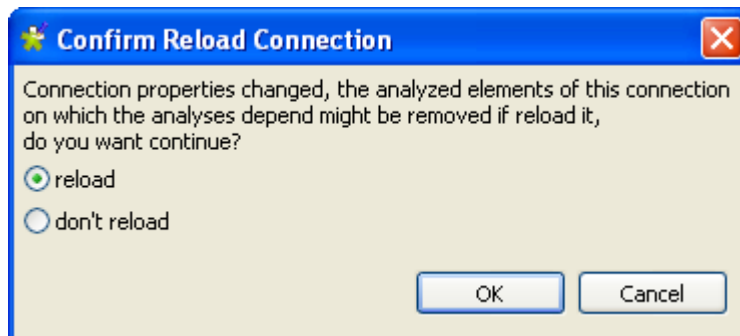 Confirm Reload Connection
Connection properties changed, the analyzed elements of this connection
on which the analyses depend might be removed if reload it,
do you want continue?
reload
don't reload
OK
Cancel